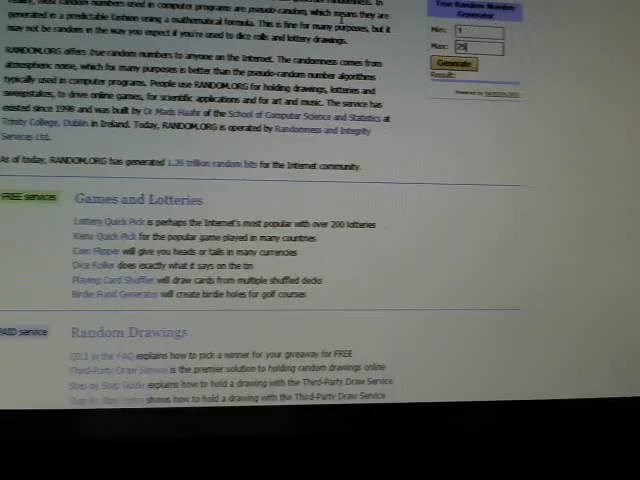 most random numbers used in computer programs are pseudo-random, which means they are
generated in a predictable fashion using a mathematical formula. This is fine for many purposes, but it
may not be random in the way you expect if you're used to dice rolls and lottery drawings.
RANDOM.ORG offers true random numbers to anyone on the Internet. The randomness comes from
atmospheric noise, which for many purposes is better than the pseudo-random number algorithms
typically used in computer programs. People use RANDOM.ORG for holding drawings, lotteries and
sweepstakes, to drive online games, for scientific applications and for art and music. The service has
existed since 1998 and was built by Dr Mads Haahr of the School of Computer Science and Statistics at
Trinity College, Dublin in Ireland. Today, RANDOM.ORG is operated by Randomness and Integrity
Services Ltd.
As of today, RANDOM.ORG has generated 1.26 trillion random bits for the Internet community.
True Random Number
Generator
Min: 1
Max: 25
Generate
Result:
Powered by RANDOM.ORG
FREE services
Games and Lotteries
Lottery Quick Pick is perhaps the Internet's most popular with over 200 lotteries
Keno Quick Pick for the popular game played in many countries
Coin Flipper will give you heads or tails in many currencies
Dice Roller does exactly what it says on the tin
Playing Card Shuffler will draw cards from multiple shuffled decks
Birdie Fund Generator will create birdie holes for golf courses
PAID service
Random Drawings
Q3.1 in the FAQ explains how to pick a winner for your giveaway for FREE
Third-Party Draw Service is the premier solution to holding random drawings online
Step by Step Guide explains how to hold a drawing with the Third-Party Draw Service
Step by Step Video shows how to hold a drawing with the Third-Party Draw Service